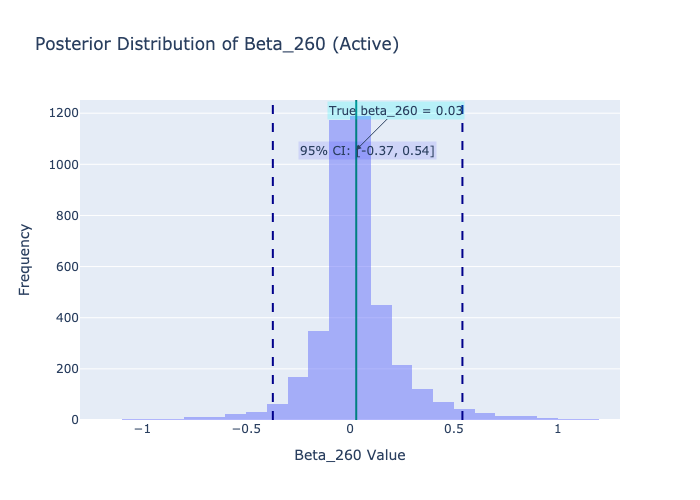 Posterior Distribution of Beta_260 (Active)
True beta_260 = 0.03
95% CI: [-0.37, 0.54]
Frequency
1200
1000
800
600
400
200
0
−1
−0.5
0
0.5
1
Beta_260 Value